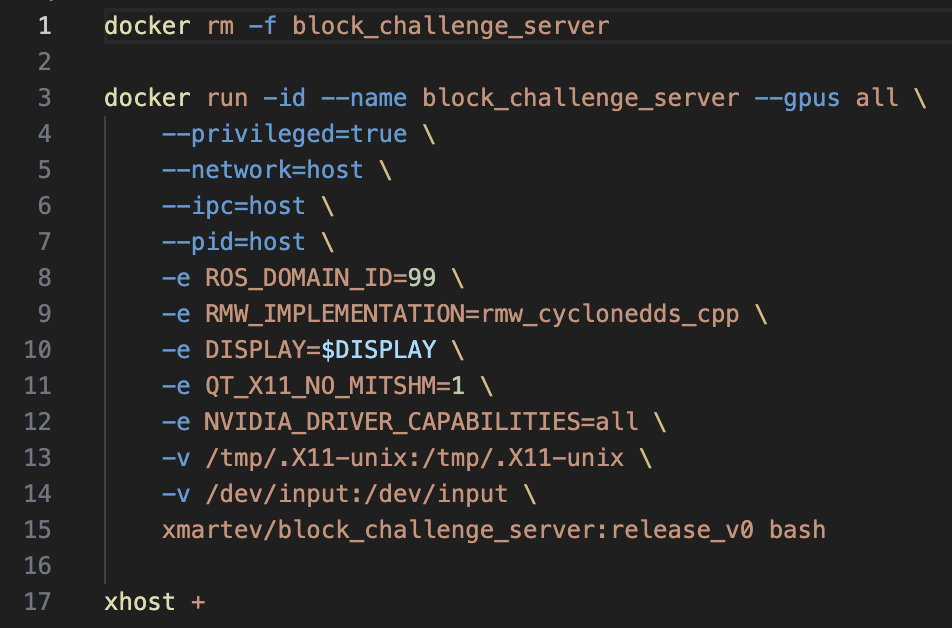 1 docker rm -f block_challenge_server
2
3 docker run -id --name block_challenge_server --gpus all \
4 --privileged=true \
5 --network=host \
6 --ipc=host \
7 --pid=host \
8 -e ROS_DOMAIN_ID=99 \
9 -e RMW_IMPLEMENTATION=rmw_cyclonedds_cpp \
10 -e DISPLAY=$DISPLAY \
11 -e QT_X11_NO_MITSHM=1 \
12 -e NVIDIA_DRIVER_CAPABILITIES=all \
13 -v /tmp/.X11-unix:/tmp/.X11-unix \
14 -v /dev/input:/dev/input \
15 xmartev/block_challenge_server:release_v0 bash
16
17 xhost +